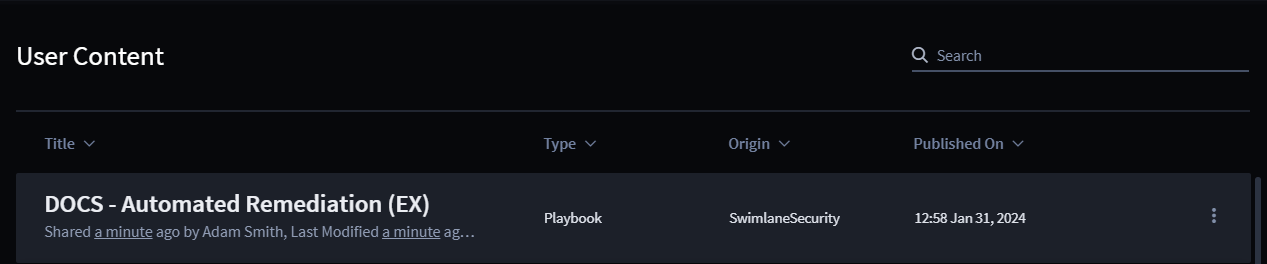 User Content
Search
Title Type Origin Published On
DOCS - Automated Remediation (EX)
Playbook SwimlaneSecurity 12:58 Jan 31, 2024
Shared a minute ago by Adam Smith, Last Modified a minute ag...